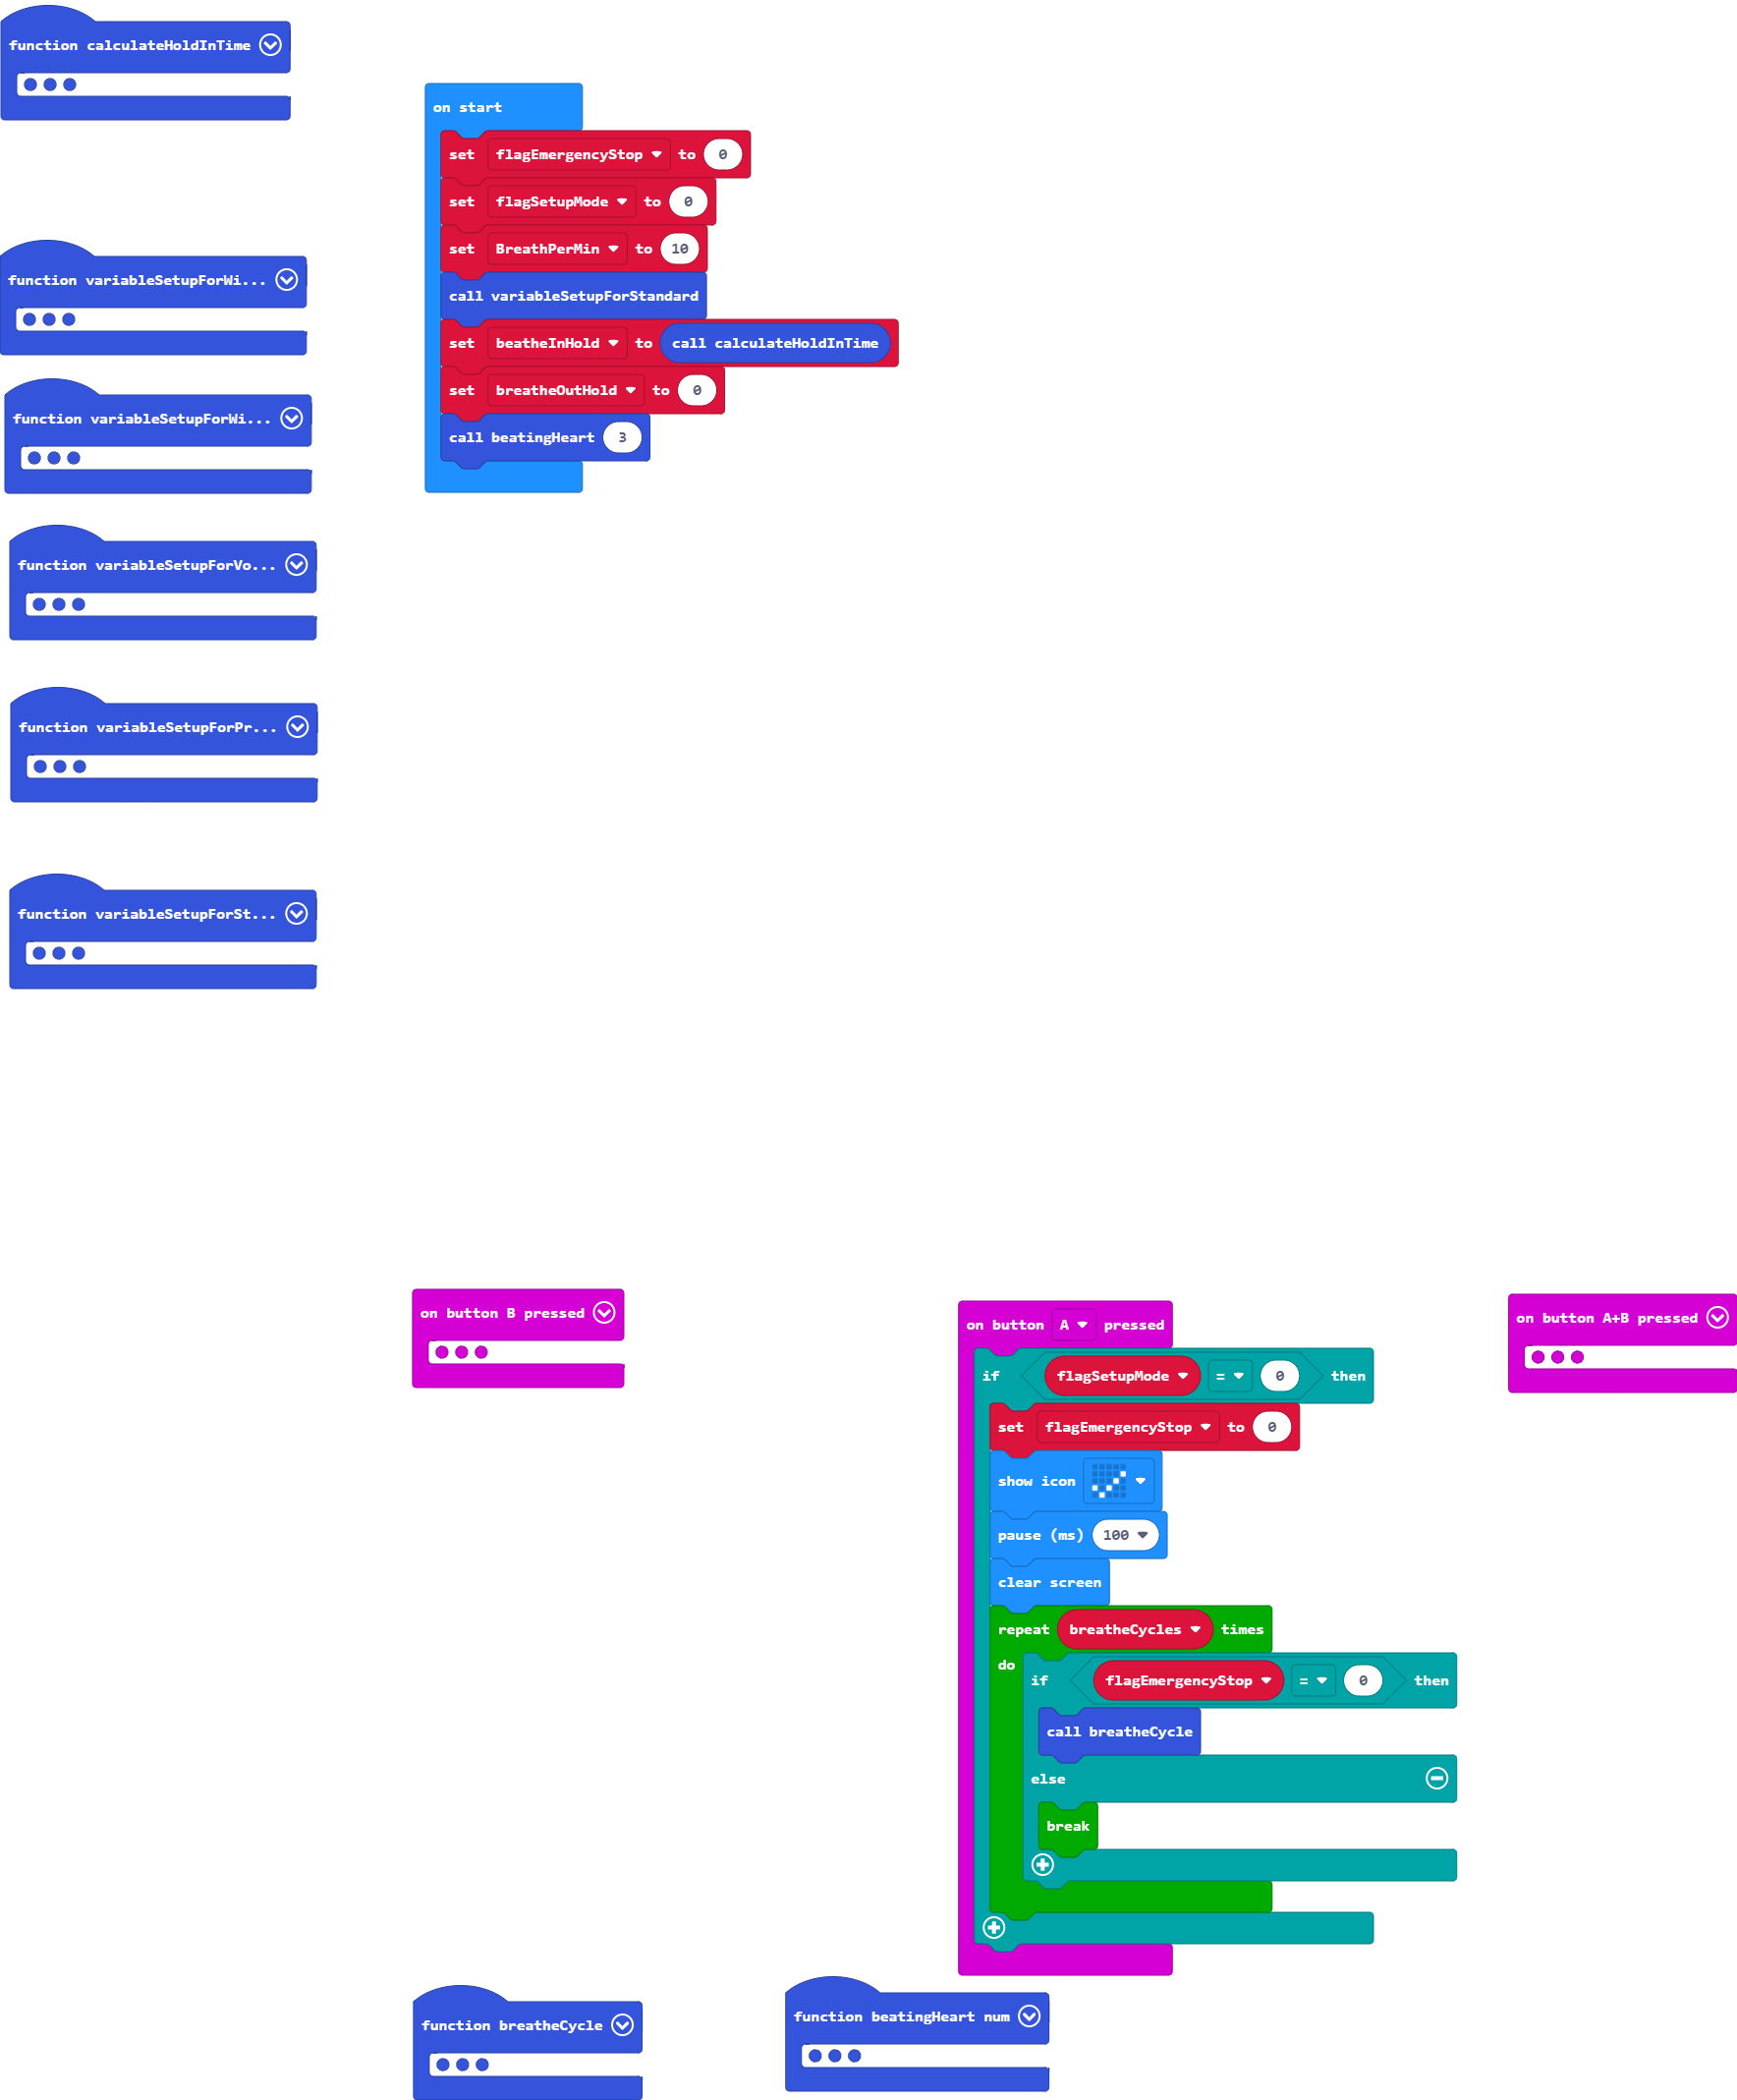 function calculateHoldInTime
on start
set flagEmergencyStop to 0
set flagSetupMode to 0
set BreathPerMin to 10
call variableSetupForStandard
set beatheInHold to call calculateHoldInTime
set breatheOutHold to 0
call beatingHeart 3
function variableSetupForWi...
function variableSetupForWi...
function variableSetupForVo...
function variableSetupForPr...
function variableSetupForSt...
on button B pressed
on button A pressed
if flagSetupMode = 0 then
set flagEmergencyStop to 0
show icon
pause (ms) 100
clear screen
repeat breatheCycles times
do
if flagEmergencyStop = 0 then
call breatheCycle
else
break
on button A+B pressed
function breatheCycle
function beatingHeart num